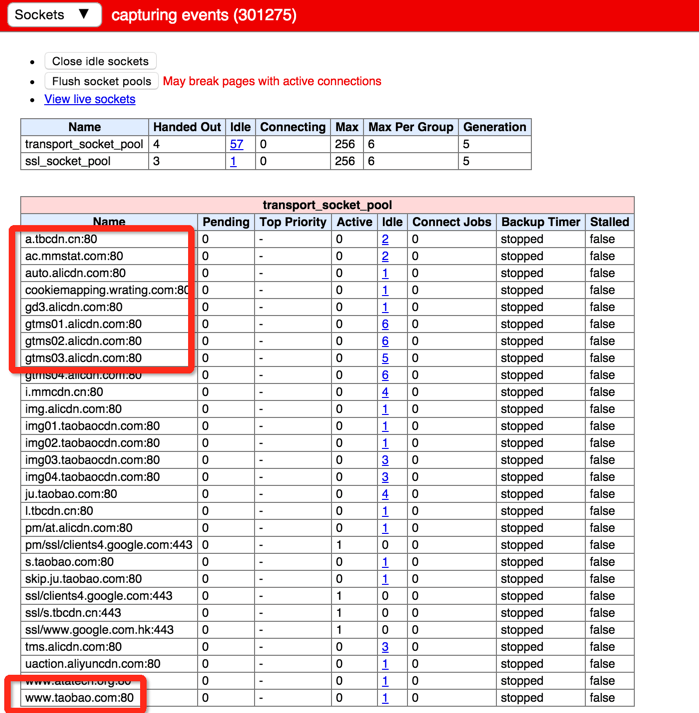 Sockets ▼ capturing events (301275)
• Close idle sockets
• Flush socket pools May break pages with active connections
• View live sockets
Name Handed Out Idle Connecting Max Max Per Group Generation
transport_socket_pool 4 57 0 256 6 5
ssl_socket_pool 3 1 0 256 6 5
transport_socket_pool
Name Pending Top Priority Active Idle Connect Jobs Backup Timer Stalled
a.tbcdn.cn:80 0 - 0 2 0 stopped false
ac.mmstat.com:80 0 - 0 2 0 stopped false
auto.alicdn.com:80 0 - 0 1 0 stopped false
cookiemapping.wrating.com:80 0 - 0 1 0 stopped false
gd3.alicdn.com:80 0 - 0 1 0 stopped false
gtms01.alicdn.com:80 0 - 0 6 0 stopped false
gtms02.alicdn.com:80 0 - 0 6 0 stopped false
gtms03.alicdn.com:80 0 - 0 5 0 stopped false
gtms04.alicdn.com:80 0 - 0 6 0 stopped false
i.mmcdn.cn:80 0 - 0 4 0 stopped false
img.alicdn.com:80 0 - 0 1 0 stopped false
img01.taobaocdn.com:80 0 - 0 1 0 stopped false
img02.taobaocdn.com:80 0 - 0 1 0 stopped false
img03.taobaocdn.com:80 0 - 0 3 0 stopped false
img04.taobaocdn.com:80 0 - 0 3 0 stopped false
ju.taobao.com:80 0 - 0 4 0 stopped false
l.tbcdn.cn:80 0 - 0 1 0 stopped false
pm/at.alicdn.com:80 0 - 0 1 0 stopped false
pm/ssl/clients4.google.com:443 0 - 1 0 0 stopped false
s.taobao.com:80 0 - 0 1 0 stopped false
skip.ju.taobao.com:80 0 - 0 1 0 stopped false
ssl/clients4.google.com:443 0 - 1 0 0 stopped false
ssl/s.tbcdn.cn:443 0 - 1 0 0 stopped false
ssl/www.google.com.hk:443 0 - 1 0 0 stopped false
tms.alicdn.com:80 0 - 0 3 0 stopped false
uaction.aliyuncdn.com:80 0 - 0 1 0 stopped false
www.atatech.org:80 0 - 0 1 0 stopped false
www.taobao.com:80 0 - 0 1 0 stopped false